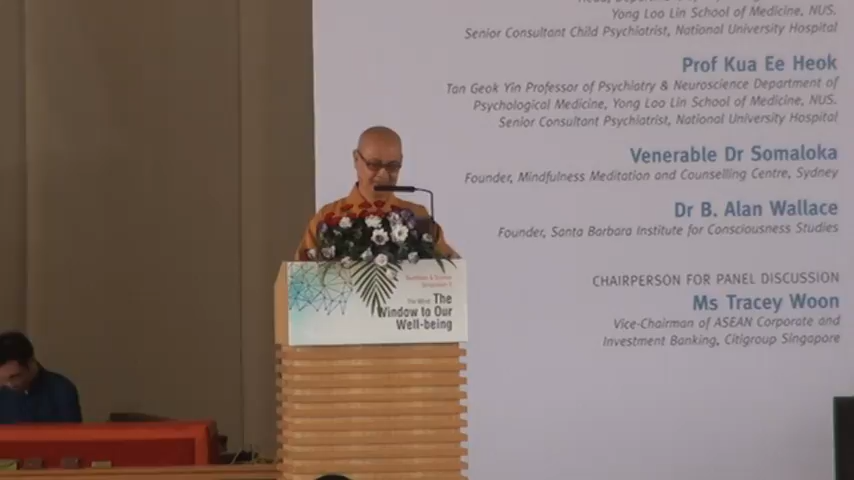 Yong Loo Lin School of Medicine, NUS.
Senior Consultant Child Psychiatrist, National University Hospital
Prof Kua Ee Heok
Tan Geok Yin Professor of Psychiatry & Neuroscience Department of
Psychological Medicine, Yong Loo Lin School of Medicine, NUS.
Senior Consultant Psychiatrist, National University Hospital
Venerable Dr Somaloka
Founder, Mindfulness Meditation and Counselling Centre, Sydney
Dr B. Alan Wallace
Founder, Santa Barbara Institute for Consciousness Studies
CHAIRPERSON FOR PANEL DISCUSSION
Ms Tracey Woon
Vice-Chairman of ASEAN Corporate and
Investment Banking, Citigroup Singapore
The Mind: The
Window to Our
Well-being